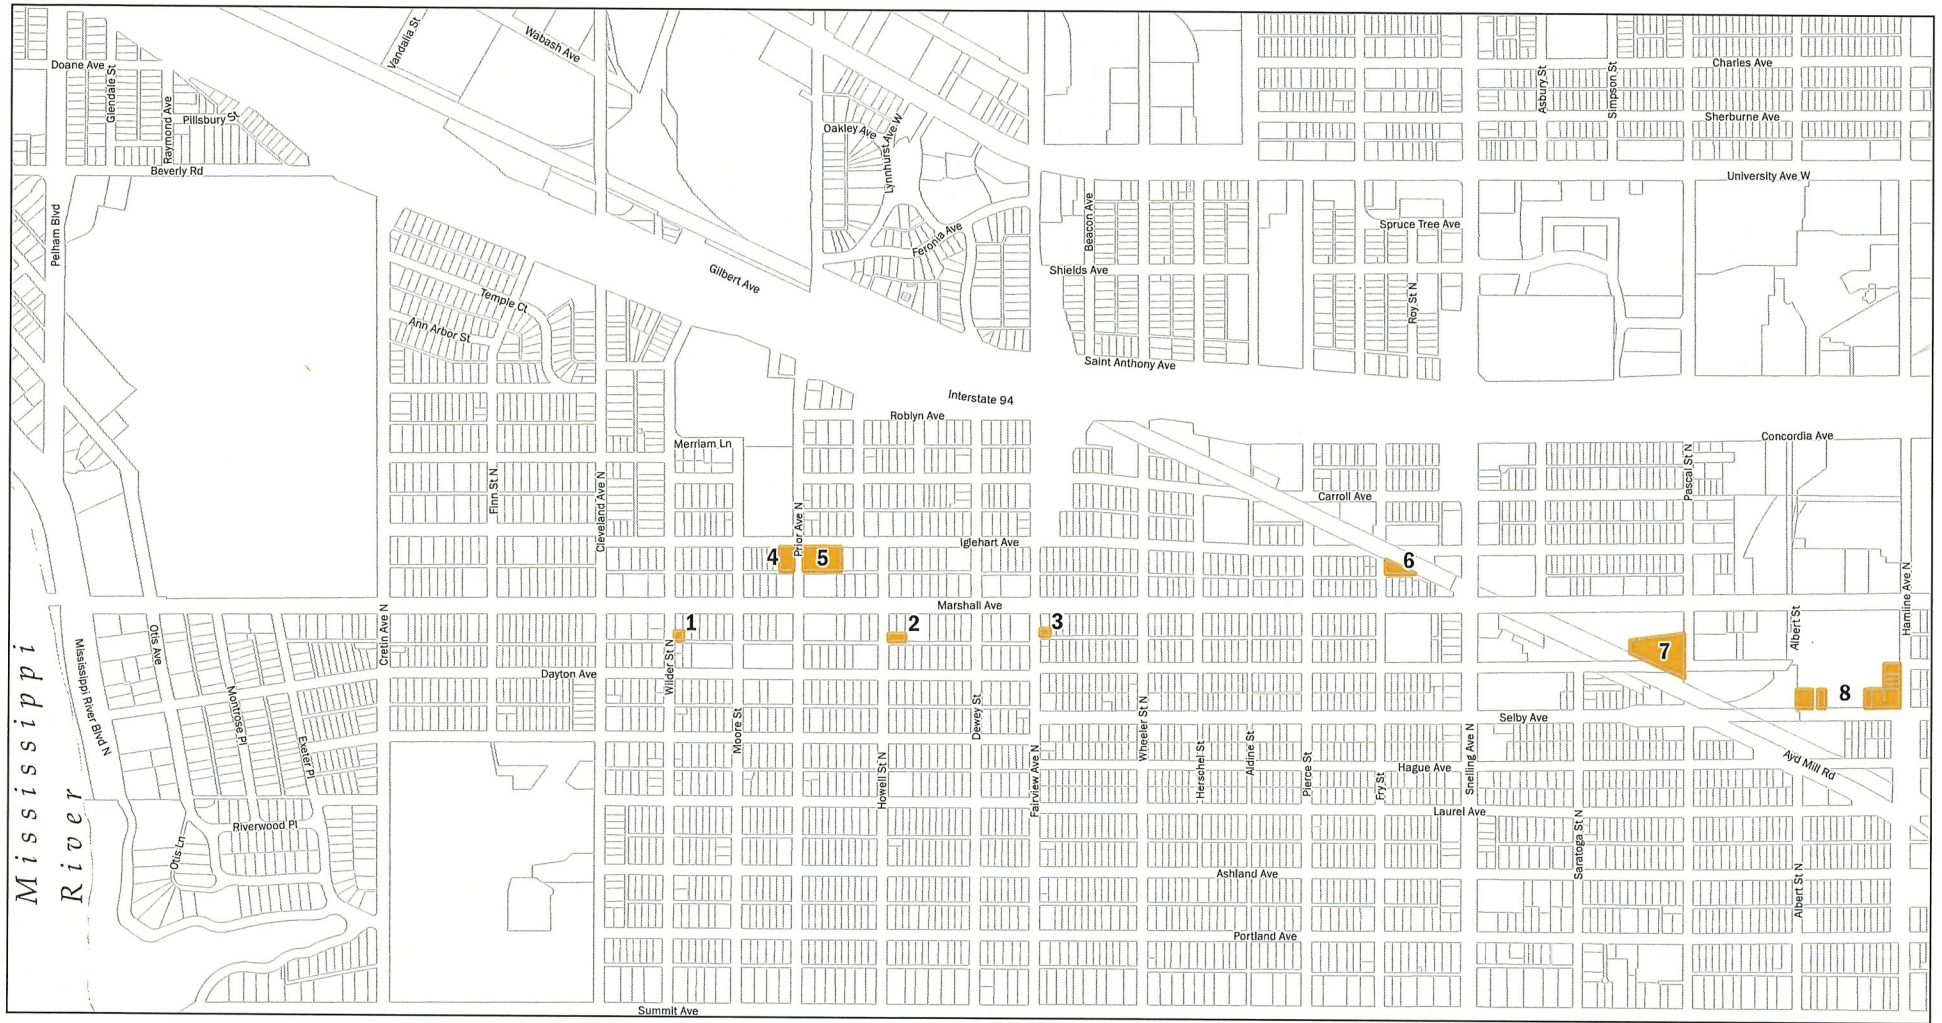 Vandalia St
Wabash Ave
Doane Ave
Glendale St
Raymond Ave
Pillsbury St
Beverly Rd
Pelham Blvd
Charles Ave
Asbury St
Simpson St
Sherburne Ave
Oakley Ave
Lynnhurst Ave W
University Ave W
Beacon Ave
Spruce Tree Ave
Feronia Ave
Shields Ave
Gilbert Ave
Temple Ct
Ann Arbor St
Roy St N
Saint Anthony Ave
Interstate 94
Roblyn Ave
Merriam Ln
Concordia Ave
Pascal St N
Finn St N
Cleveland Ave N
Carroll Ave
Prior Ave N
Iglehart Ave
4
5
6
Hamline Ave N
Marshall Ave
Cretin Ave N
Otis Ave
Albert St
1
2
3
7
8
Mississippi
River
Mississippi River Blvd N
Wilder St N
Dayton Ave
Montrose Pl
Exeter Pl
Moore St
Dewey St
Wheeler St N
Selby Ave
Snelling Ave N
Howell St N
Fairview Ave N
Herschel St
Aldine St
Pierce St
Fry St
Hague Ave
Ayd Mill Rd
Laurel Ave
Riverwood Pl
Otis Ln
Saratoga St N
Ashland Ave
Albert St N
Portland Ave
Summit Ave